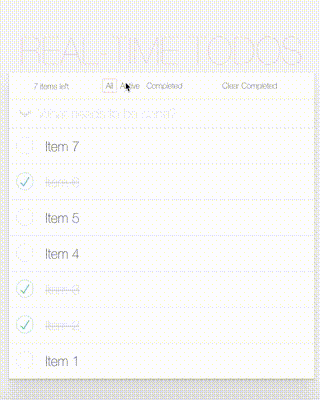 REAL TIME TODOS
7 items left All Active Completed Clear Completed
What needs to be done?
Item 7
Item 6
Item 5
Item 4
Item 3
Item 2
Item 1